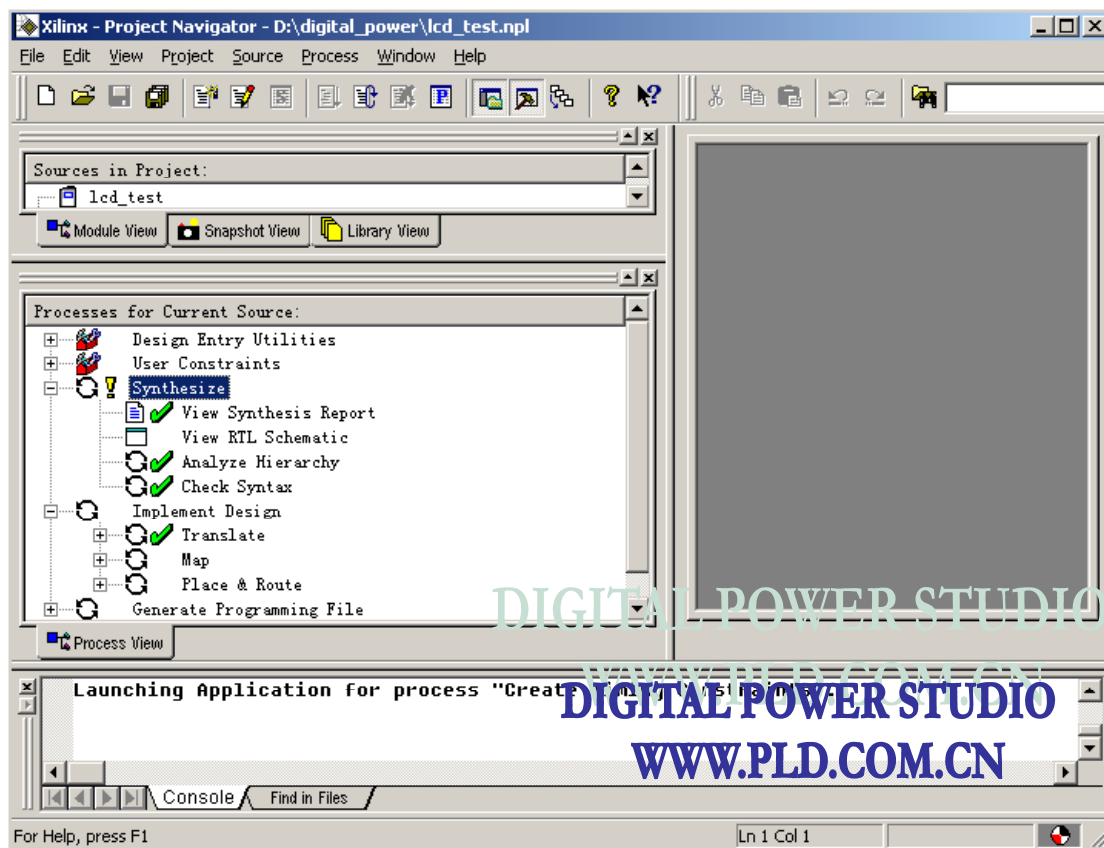 Xilinx - Project Navigator - D:\digital_power\lcd_test.npl
File Edit View Project Source Process Window Help
Sources in Project:
lcd_test
Module View Snapshot View Library View
Processes for Current Source:
Design Entry Utilities
User Constraints
Synthesize
View Synthesis Report
View RTL Schematic
Analyze Hierarchy
Check Syntax
Implement Design
Translate
Map
Place & Route
Generate Programming File
DIGITAL POWER STUDIO
Process View
WWW.PLD.COM.CN
Launching Application for process "Create
DIGITAL POWER STUDIO
WWW.PLD.COM.CN
Console Find in Files
For Help, press F1 Ln 1 Col 1